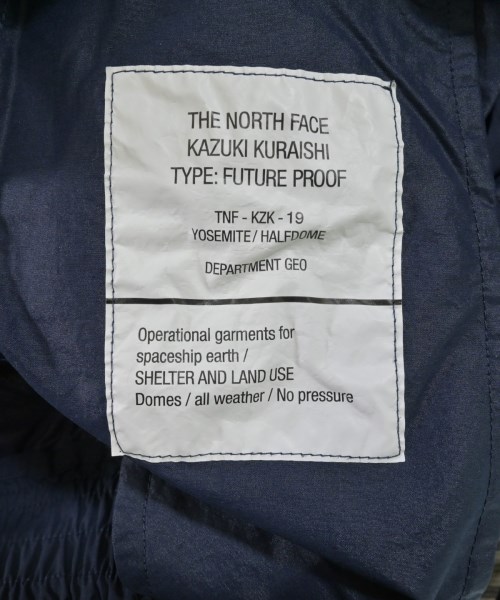 THE NORTH FACE
KAZUKI KURAISHI
TYPE: FUTURE PROOF
TNF - KZK - 19
YOSEMITE / HALFDOME
DEPARTMENT GEO
Operational garments for
spaceship earth /
SHELTER AND LAND USE
Domes / all weather / No pressure